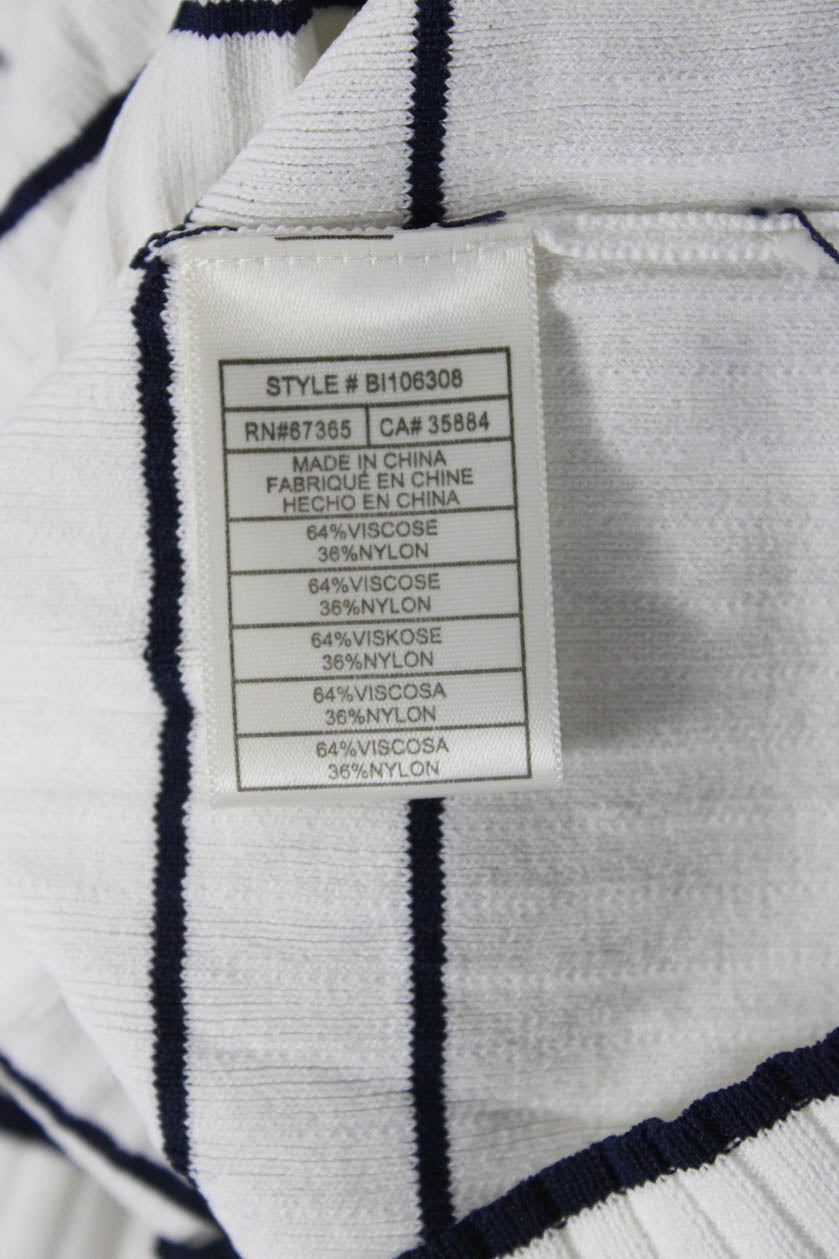 STYLE # BI106308
RN#67365 CA# 35884
MADE IN CHINA
FABRIQUÉ EN CHINE
HECHO EN CHINA
64%VISCOSE
36%NYLON
64%VISCOSE
36%NYLON
64%VISKOSE
36%NYLON
64%VISCOSA
36%NYLON
64%VISCOSA
36%NYLON